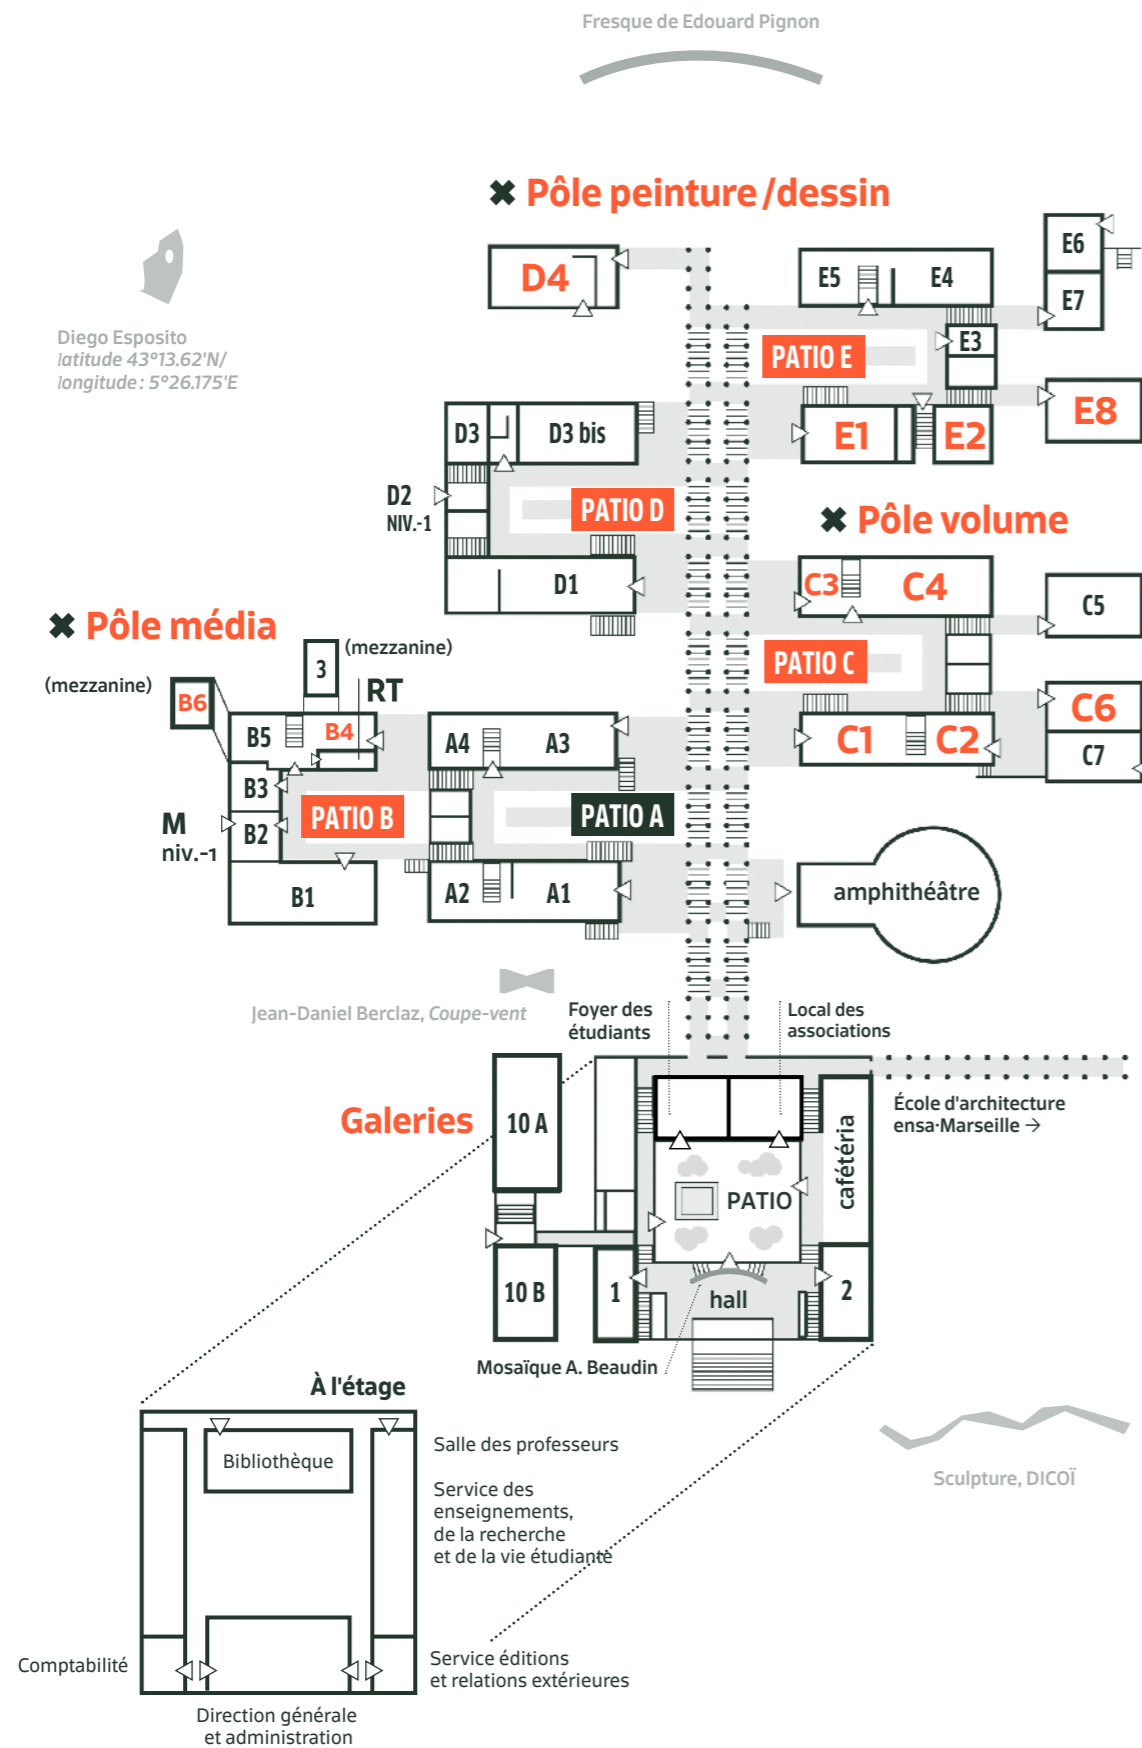 Fresque de Edouard Pignon
✖ Pôle peinture/dessin
D4
E5
E4
E6
E7
Diego Esposito
latitude 43°13.62'N/
longitude : 5°26.175'E
PATIO E
E3
E8
D3
D3 bis
E1
E2
D2
NIV.-1
PATIO D
✖ Pôle volume
D1
C3
C4
C5
✖ Pôle média
(mezzanine)
3
(mezzanine)
RT
B6
PATIO C
C6
B5
B4
A4
A3
C1
C2
C7
B3
M
niv.-1
B2
PATIO B
PATIO A
B1
A2
A1
amphithéâtre
Jean-Daniel Berclaz, Coupe-vent
Foyer des
étudiants
Local des
associations
Galeries
10 A
École d'architecture
ensa·Marseille →
cafétéria
PATIO
10 B
1
hall
2
Mosaïque A. Beaudin
À l'étage
Bibliothèque
Salle des professeurs
Service des
enseignements,
de la recherche
et de la vie étudiante
Sculpture, DICOÏ
Comptabilité
Service éditions
et relations extérieures
Direction générale
et administration